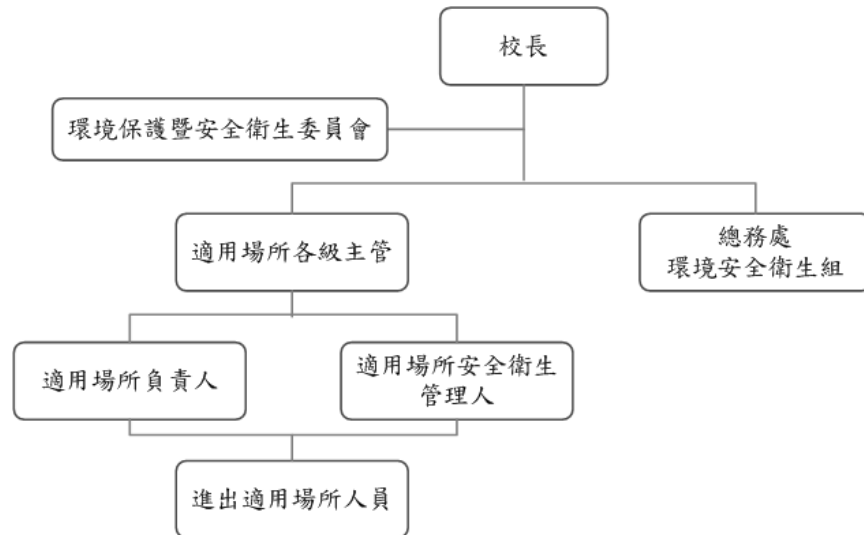 校長
環境保護暨安全衛生委員會
適用場所各級主管
總務處
環境安全衛生組
適用場所負責人
適用場所安全衛生
管理人
進出適用場所人員